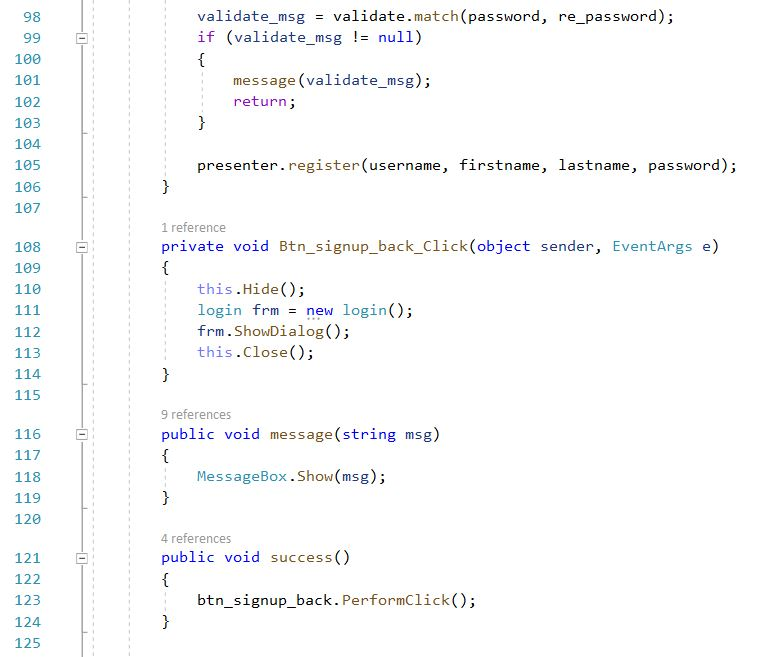 98 validate_msg = validate.match(password, re_password);
99 if (validate_msg != null)
100 {
101 message(validate_msg);
102 return;
103 }
104
105 presenter.register(username, firstname, lastname, password);
106 }
107
1 reference
108 private void Btn_signup_back_Click(object sender, EventArgs e)
109 {
110 this.Hide();
111 login frm = new login();
112 frm.ShowDialog();
113 this.Close();
114 }
115
9 references
116 public void message(string msg)
117 {
118 MessageBox.Show(msg);
119 }
120
4 references
121 public void success()
122 {
123 btn_signup_back.PerformClick();
124 }
125